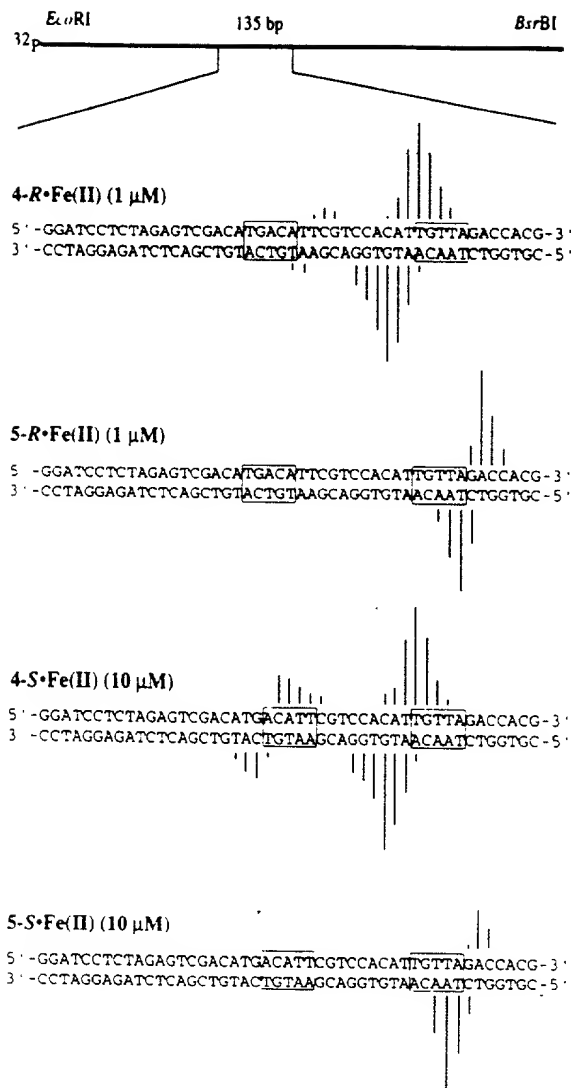 EcoRI 135 bp BsrBI
32P
4-R•Fe(II) (1 µM)
5'-GGATCCTCTAGAGTCGACATGACATTCGTCCACATTGTTAGACCACG-3'
3'-CCTAGGAGATCTCAGCTGTACTGTAAGCAGGTGTAACAATCTGGTGC-5'
5-R•Fe(II) (1 µM)
5 -GGATCCTCTAGAGTCGACATGACATTCGTCCACATTGTTAGACCACG-3'
3 -CCTAGGAGATCTCAGCTGTACTGTAAGCAGGTGTAACAATCTGGTGC-5'
4-S•Fe(II) (10 µM)
5'-GGATCCTCTAGAGTCGACATGACATTCGTCCACATTGTTAGACCACG-3'
3 -CCTAGGAGATCTCAGCTGTACTGTAAGCAGGTGTAACAATCTGGTGC-5'
5-S•Fe(II) (10 µM)
5'-GGATCCTCTAGAGTCGACATGACATTCGTCCACATTGTTAGACCACG-3'
3'-CCTAGGAGATCTCAGCTGTACTGTAAGCAGGTGTAACAATCTGGTGC-5'